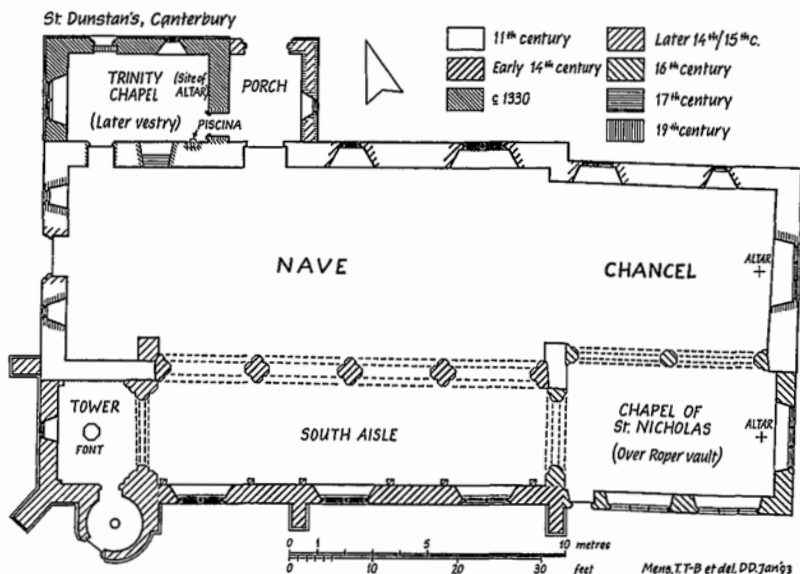 St. Dunstan's, Canterbury
11th century
Early 14th century
c 1330
Later 14th/15th c.
16th century
17th century
19th century
TRINITY
CHAPEL
(Later vestry)
(Site of
ALTAR)
PORCH
PISCINA
NAVE
CHANCEL
ALTAR
TOWER
FONT
SOUTH AISLE
CHAPEL OF
St. NICHOLAS
(Over Roper vault)
ALTAR
0 1 5 10 metres
0 10 20 30 feet
Mens. T.T-B et del. DD. Jan '93